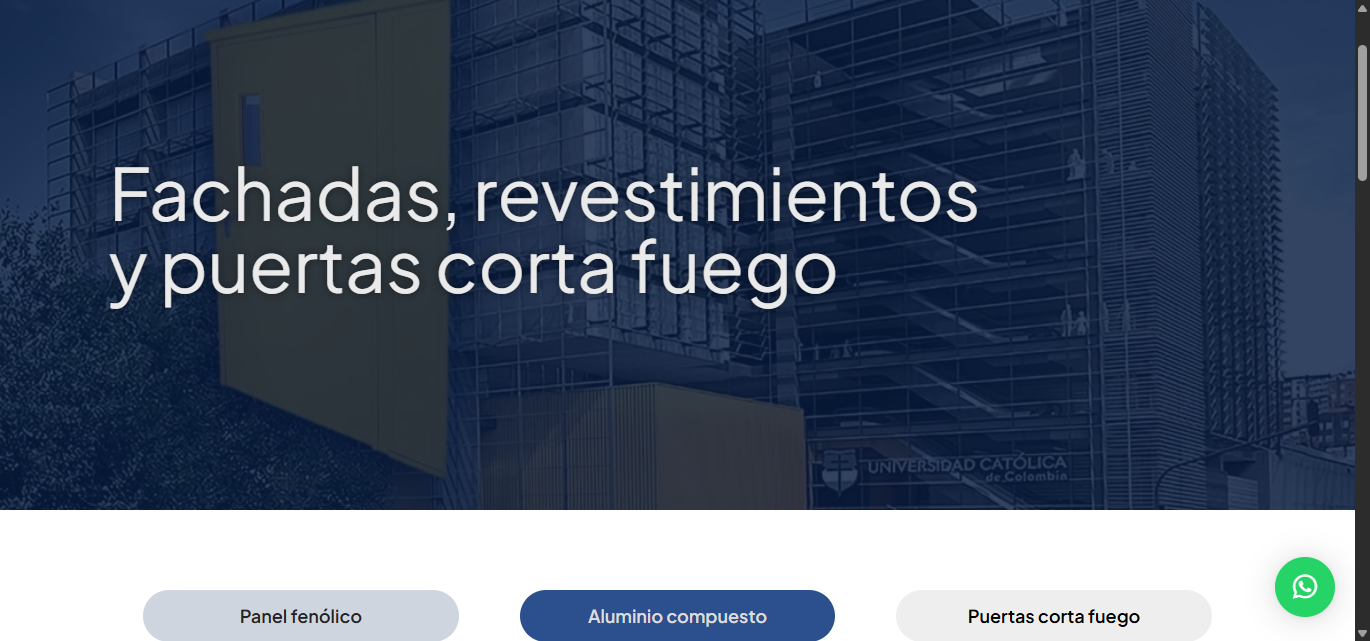 Fachadas, revestimientos
y puertas corta fuego
UNIVERSIDAD CATÓLICA
de Colombia
Panel fenólico
Aluminio compuesto
Puertas corta fuego